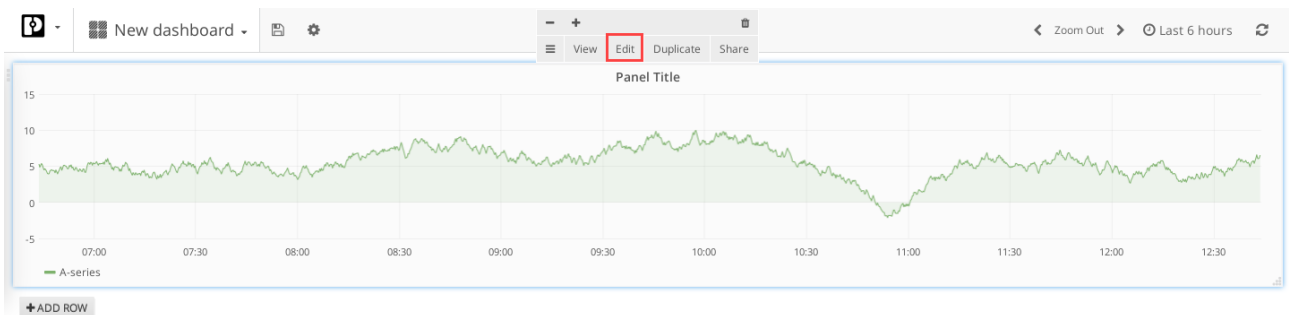 New dashboard
Zoom Out
Last 6 hours
View Edit Duplicate Share
Panel Title
15
10
5
0
-5
07:00 07:30 08:00 08:30 09:00 09:30 10:00 10:30 11:00 11:30 12:00 12:30
A-series
+ ADD ROW